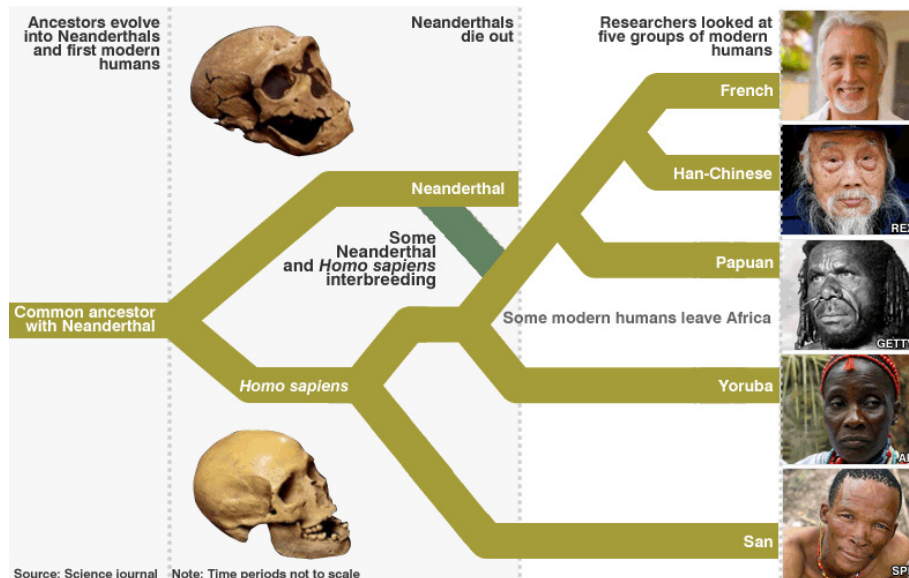 Ancestors evolve
into Neanderthals
and first modern
humans
Neanderthals
die out
Researchers looked at
five groups of modern
humans
French
Han-Chinese
REX
Neanderthal
Some
Neanderthal
and Homo sapiens
interbreeding
Papuan
Common ancestor
with Neanderthal
Some modern humans leave Africa
GETTY
Homo sapiens
Yoruba
San
SPL
Source: Science journal
Note: Time periods not to scale